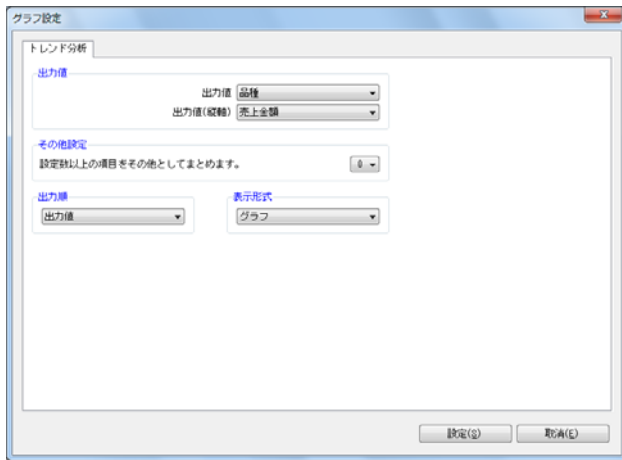 グラフ設定
トレンド分析
出力値
出力値 品種
出力値(縦軸) 売上金額
その他設定
設定数以上の項目をその他としてまとめます。 0
出力順 表示形式
出力値 グラフ
設定(S) 取消(E)